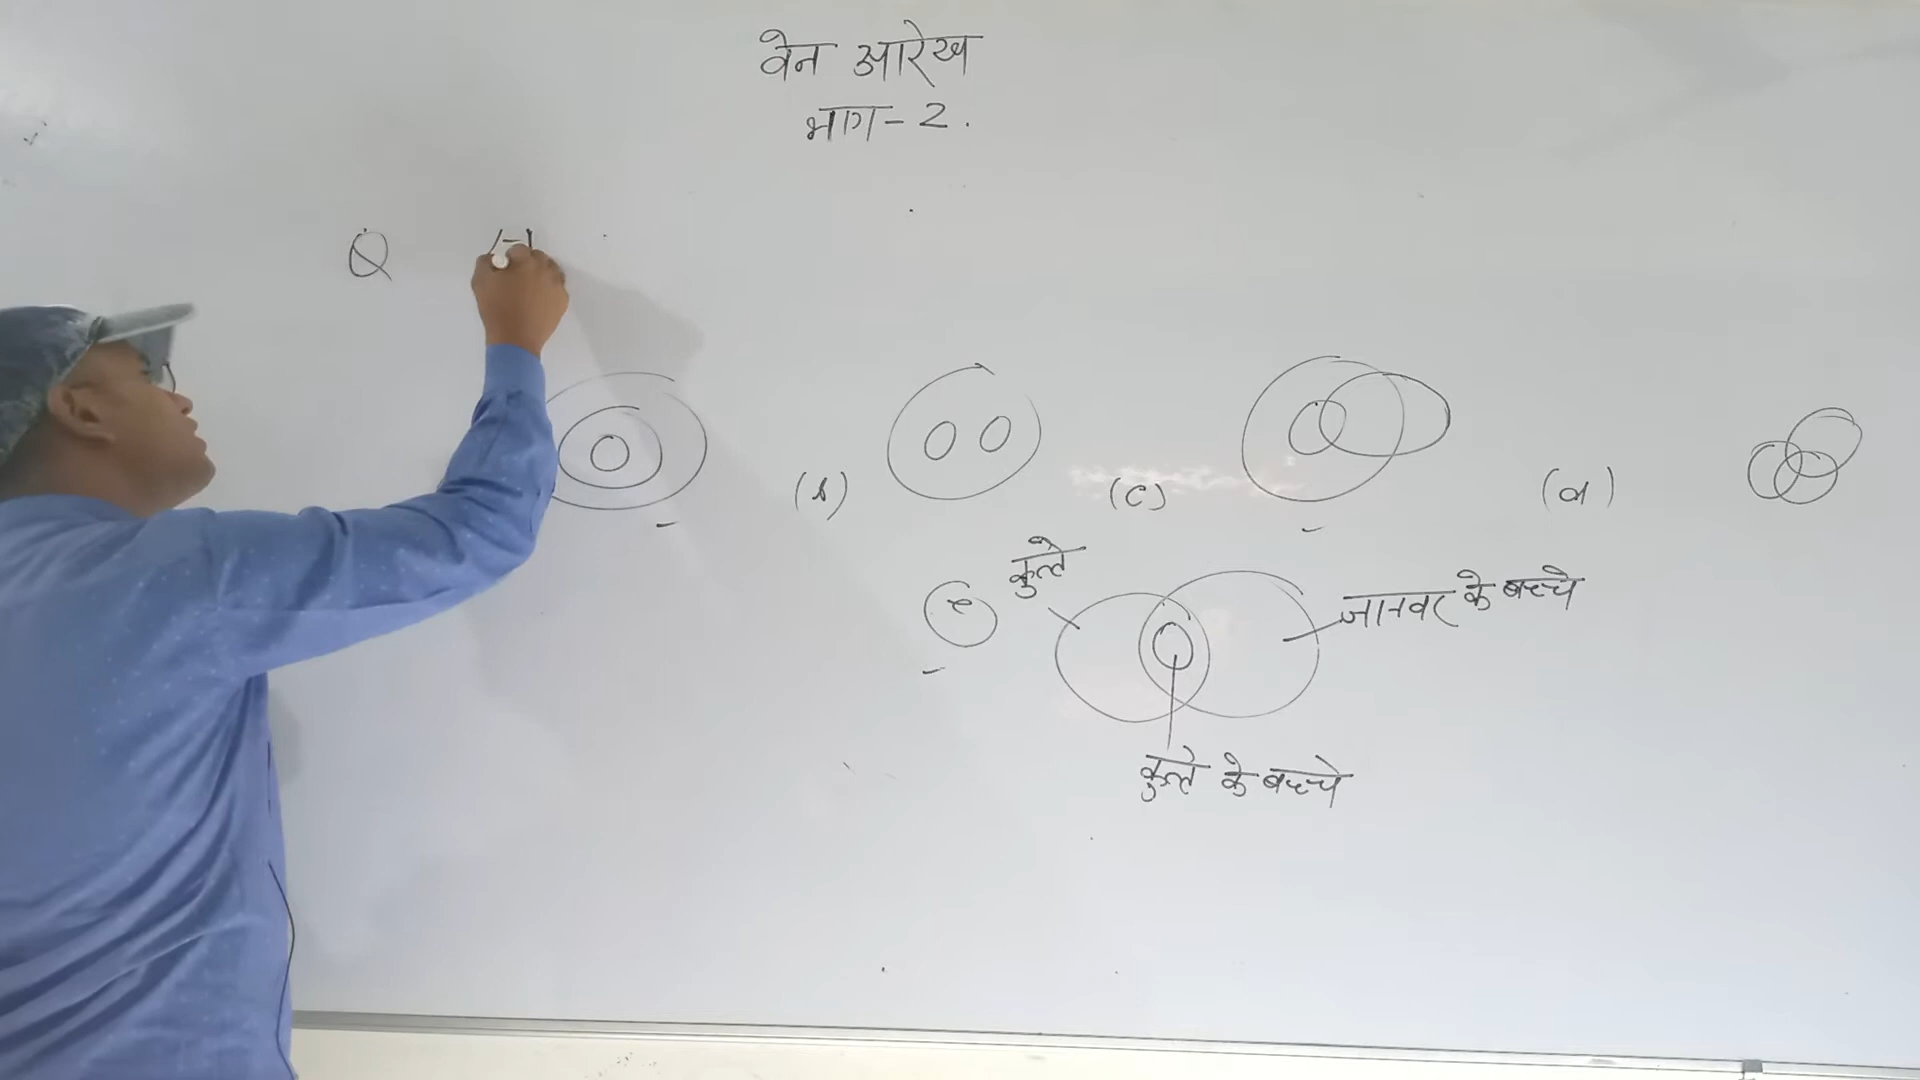 वेन आरेख
भाग-2.
Q
(b) (c) (d)
e कुत्ते जानवर के बच्चे
कुत्ते के बच्चे